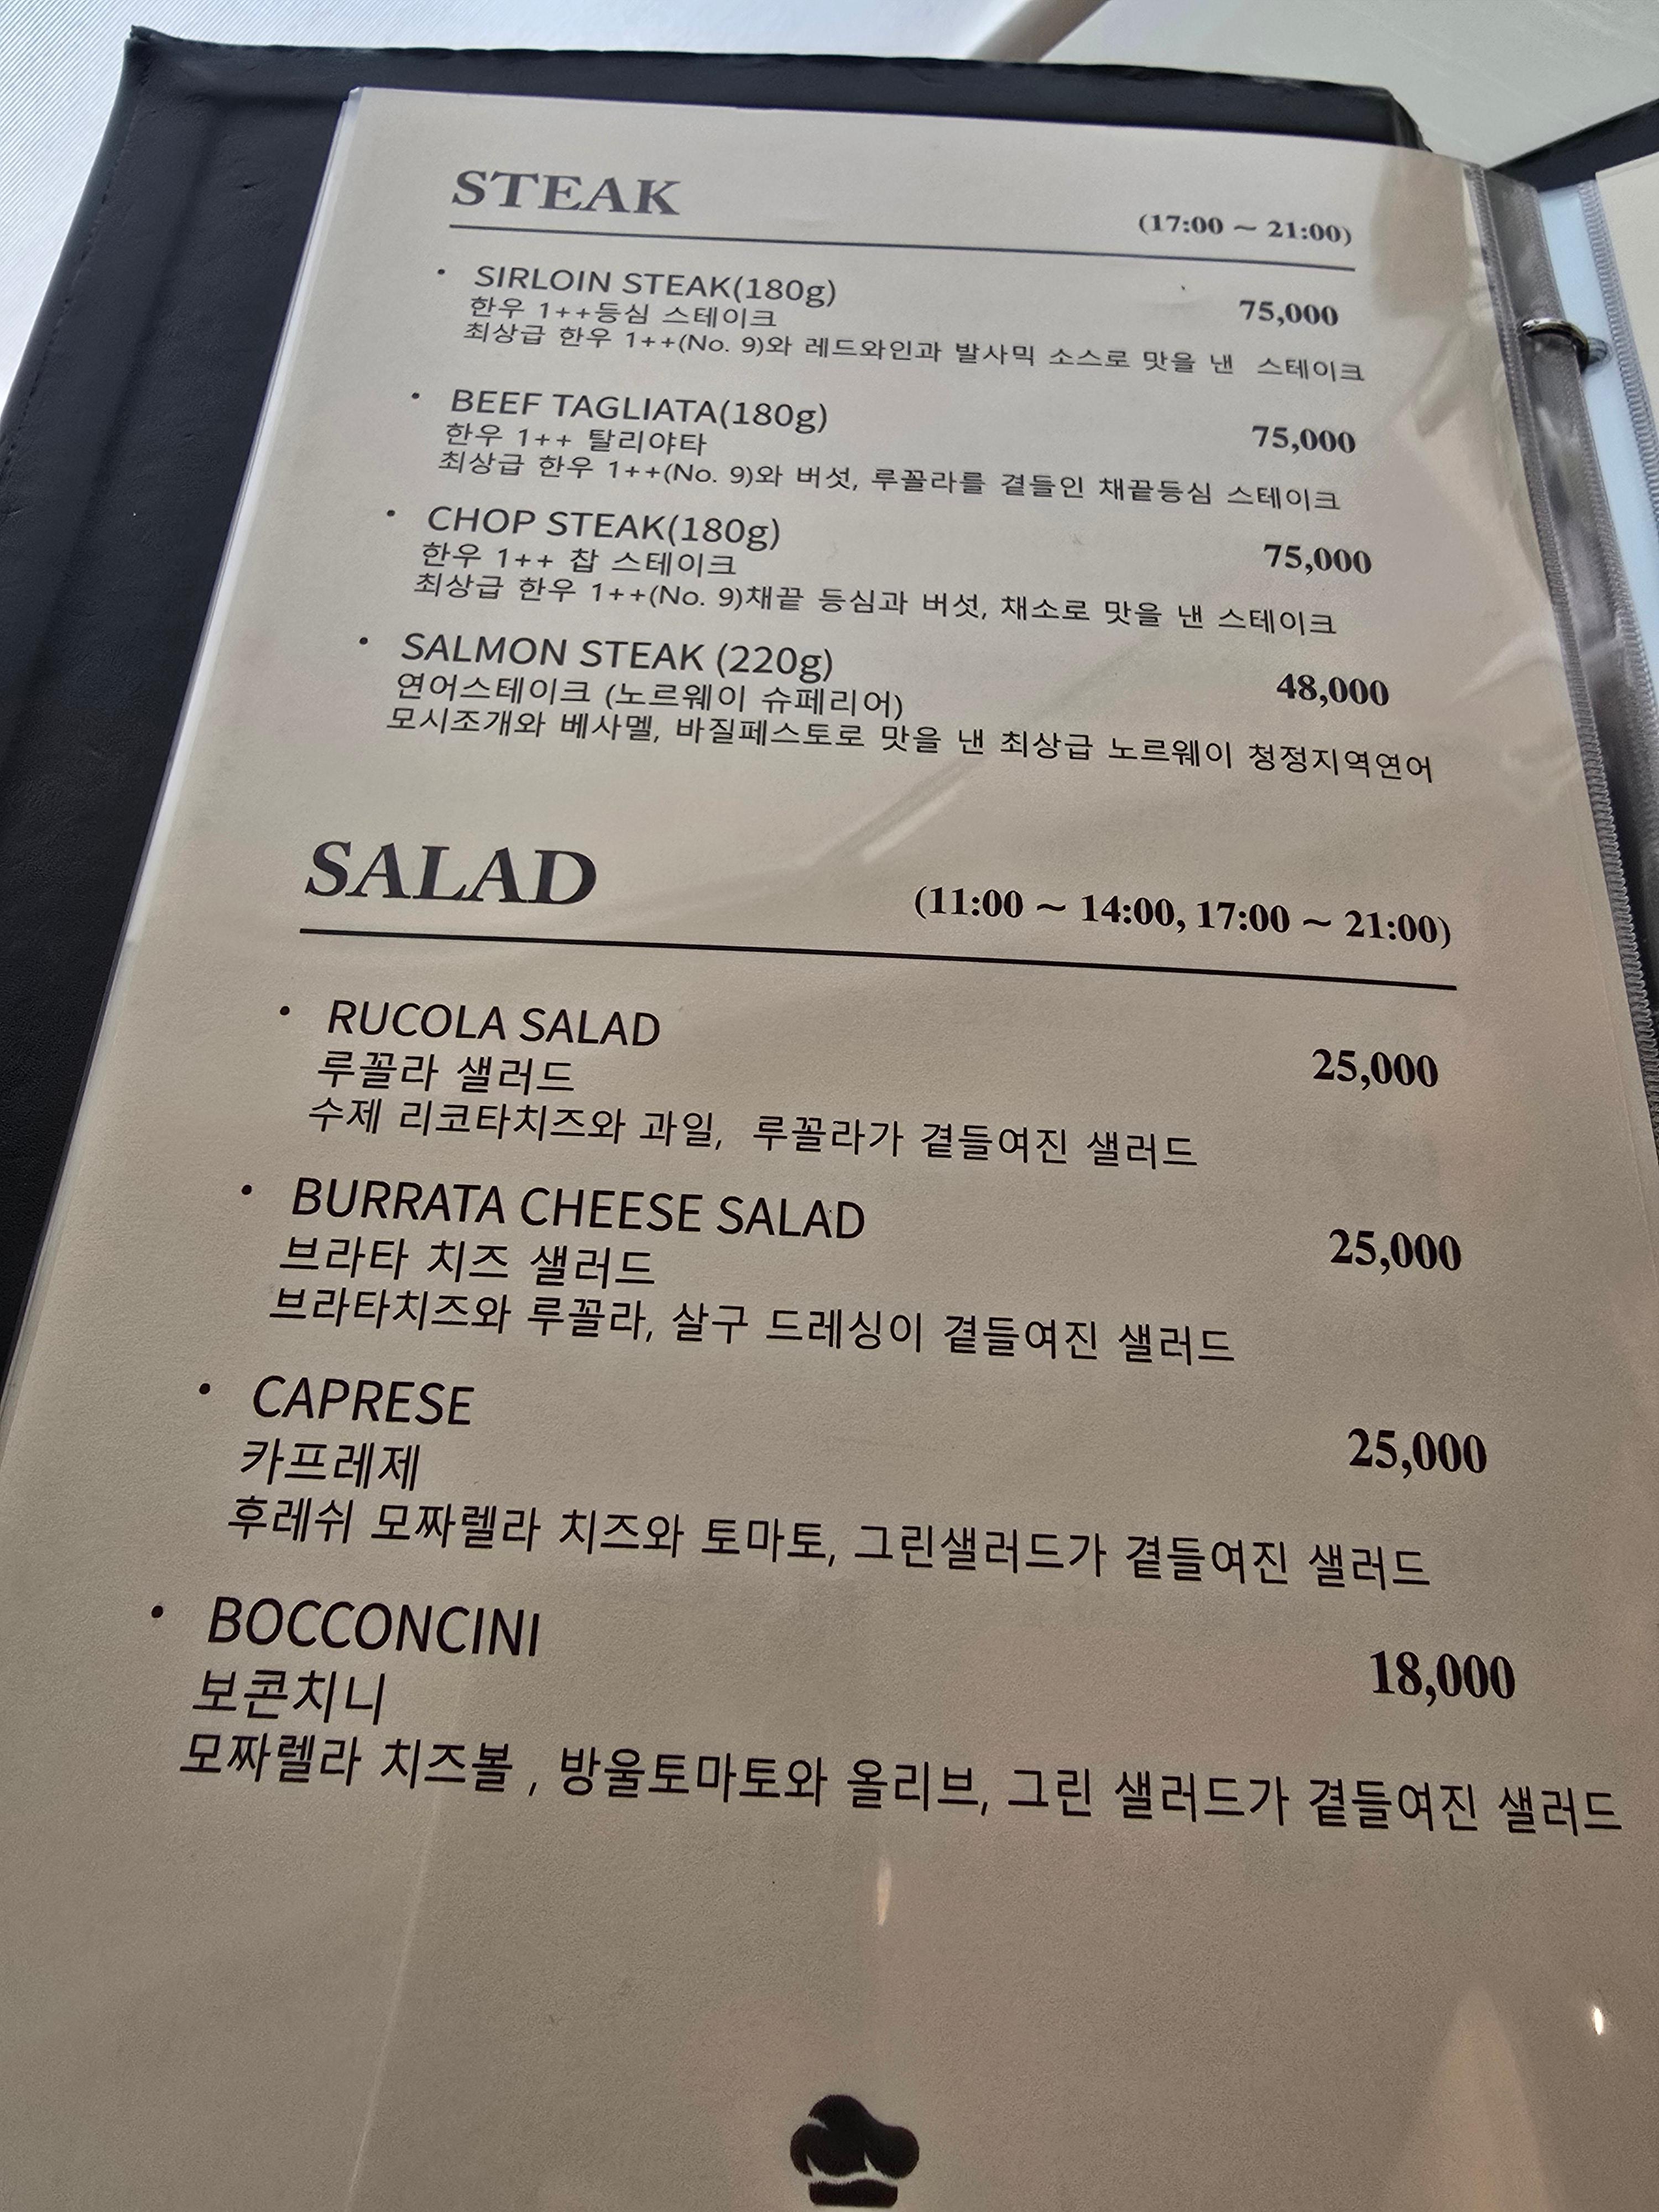 STEAK (17:00 ~ 21:00)
• SIRLOIN STEAK(180g) 75,000
한우 1++등심 스테이크
최상급 한우 1++(No. 9)와 레드와인과 발사믹 소스로 맛을 낸 스테이크
• BEEF TAGLIATA(180g) 75,000
한우 1++ 탈리야타
최상급 한우 1++(No. 9)와 버섯, 루꼴라를 곁들인 채끝등심 스테이크
• CHOP STEAK(180g) 75,000
한우 1++ 찹 스테이크
최상급 한우 1++(No. 9)채끝 등심과 버섯, 채소로 맛을 낸 스테이크
• SALMON STEAK (220g) 48,000
연어스테이크 (노르웨이 슈페리어)
모시조개와 베사멜, 바질페스토로 맛을 낸 최상급 노르웨이 청정지역연어
SALAD (11:00 ~ 14:00, 17:00 ~ 21:00)
• RUCOLA SALAD 25,000
루꼴라 샐러드
수제 리코타치즈와 과일, 루꼴라가 곁들여진 샐러드
• BURRATA CHEESE SALAD 25,000
브라타 치즈 샐러드
브라타치즈와 루꼴라, 살구 드레싱이 곁들여진 샐러드
• CAPRESE 25,000
카프레제
후레쉬 모짜렐라 치즈와 토마토, 그린샐러드가 곁들여진 샐러드
• BOCCONCINI 18,000
보콘치니
모짜렐라 치즈볼 , 방울토마토와 올리브, 그린 샐러드가 곁들여진 샐러드